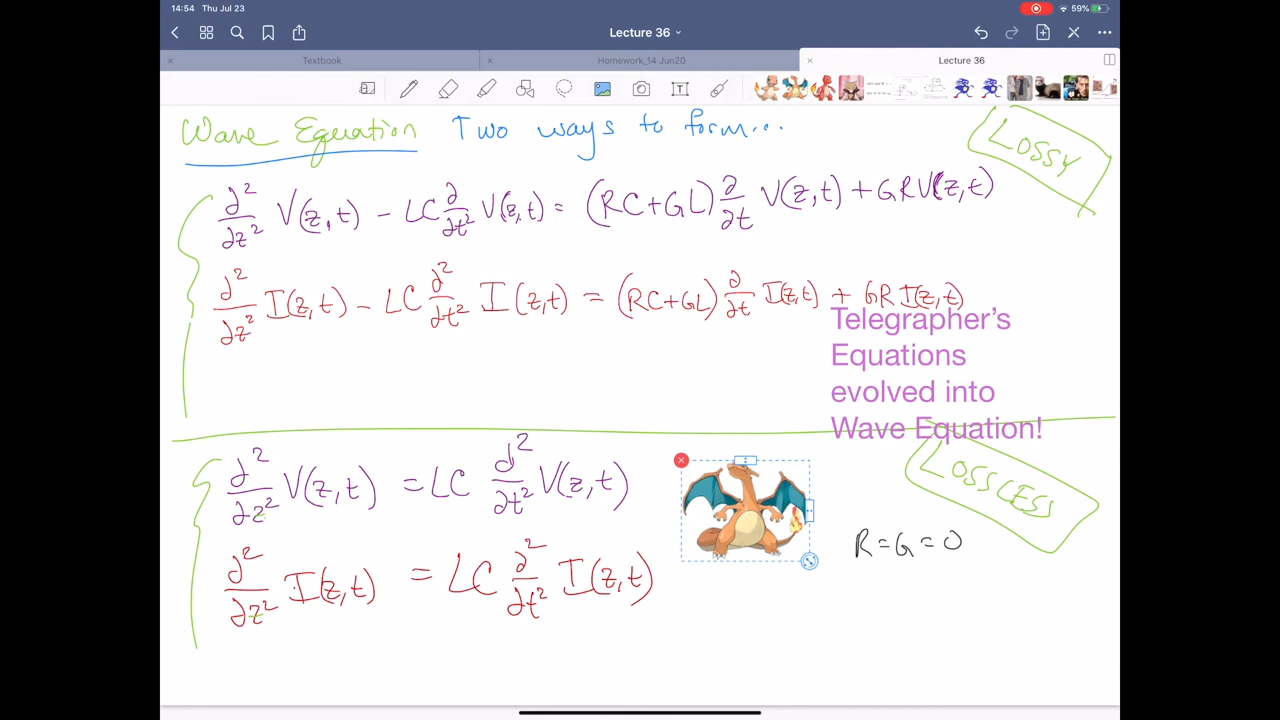 14:54 Thu Jul 23
59%
Lecture 36
Textbook
Homework_14 Jun20
Lecture 36
Wave Equation Two ways to form...
LOSSY
∂²/∂z² V(z,t) - LC ∂/∂t² V(z,t) = (RC+GL) ∂/∂t V(z,t) + GRV(z,t)
∂²/∂z² I(z,t) - LC ∂²/∂t² I(z,t) = (RC+GL) ∂/∂t I(z,t) + GR I(z,t)
Telegrapher's
Equations
evolved into
Wave Equation!
LOSSLESS
∂²/∂z² V(z,t) = LC ∂²/∂t² V(z,t)
R=G=0
∂²/∂z² I(z,t) = LC ∂²/∂t² I(z,t)